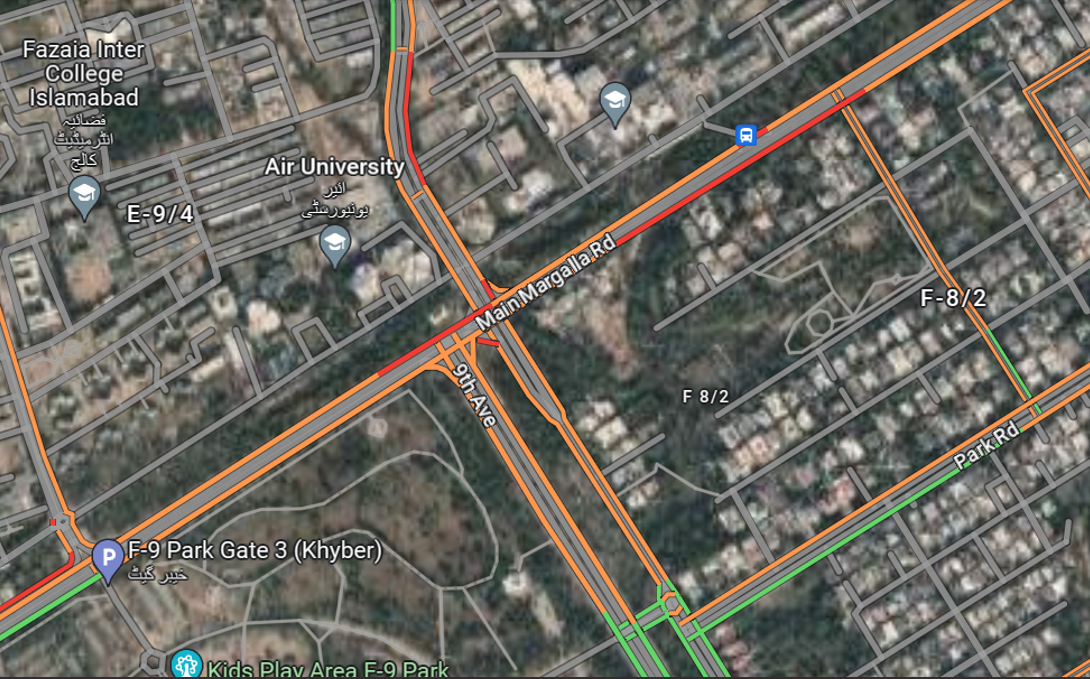 Fazaia Inter
College
Islamabad
فضائیہ
انٹرمیڈیٹ
کالج
E-9/4
Air University
ائیر
یونیورسٹی
Main Margalla Rd
9th Ave
F-8/2
F 8/2
Park Rd
P
F-9 Park Gate 3 (Khyber)
خیبر گیٹ
Kids Play Area F-9 Park